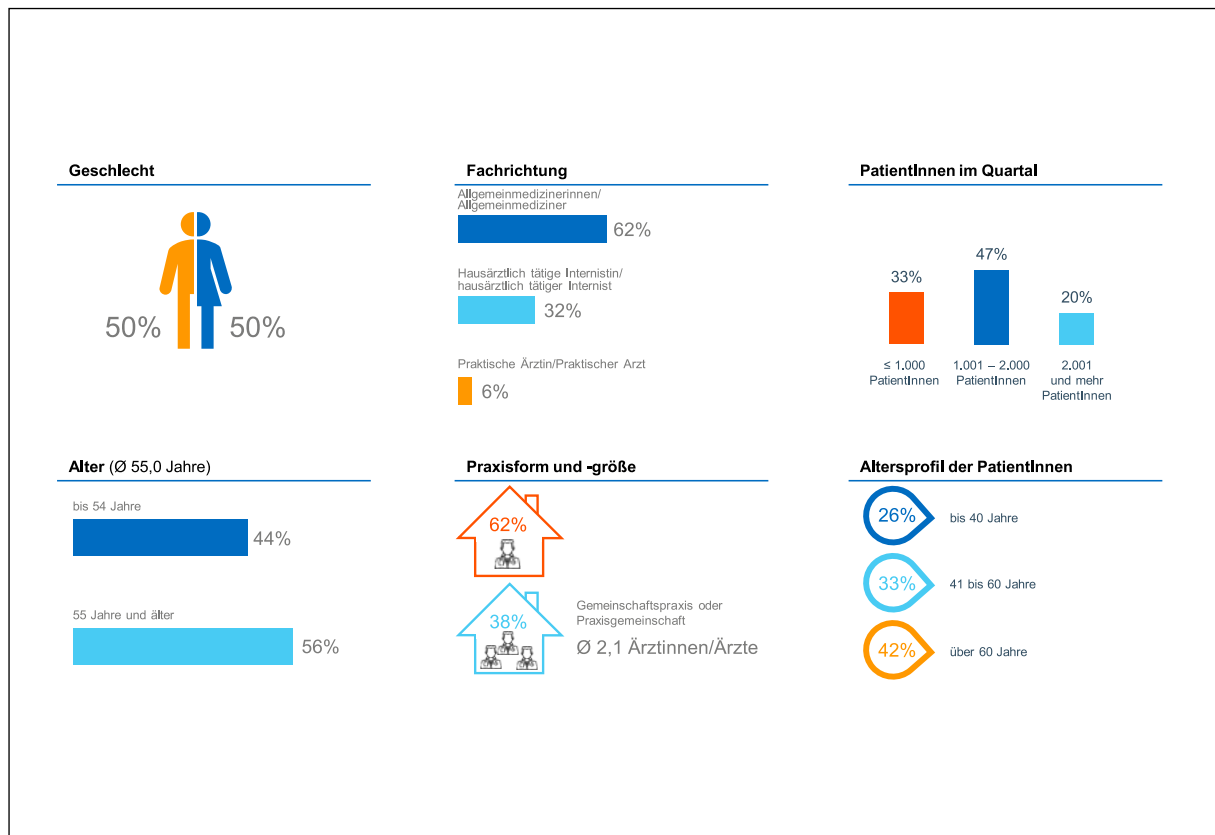 Geschlecht
50%
50%
Fachrichtung
Allgemeinmedizinerinnen/
Allgemeinmediziner
62%
Hausärztlich tätige Internistin/
hausärztlich tätiger Internist
32%
Praktische Ärztin/Praktischer Arzt
6%
PatientInnen im Quartal
33%
47%
20%
≤ 1.000
PatientInnen
1.001 – 2.000
PatientInnen
2.001
und mehr
PatientInnen
Alter (Ø 55,0 Jahre)
bis 54 Jahre
44%
55 Jahre und älter
56%
Praxisform und -größe
62%
38%
Gemeinschaftspraxis oder
Praxisgemeinschaft
Ø 2,1 Ärztinnen/Ärzte
Altersprofil der PatientInnen
26%
bis 40 Jahre
33%
41 bis 60 Jahre
42%
über 60 Jahre